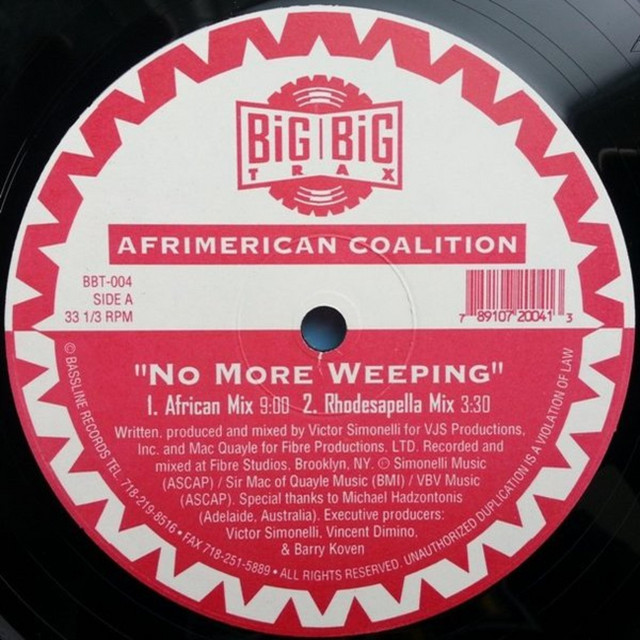 BiG BiG
TRAX
AFRIMERICAN COALITION
BBT-004
SIDE A
33 1/3 RPM
7 89107 20041 3
"NO MORE WEEPING"
1. African Mix 9:00 2. Rhodesapella Mix 3:30
Written, produced and mixed by Victor Simonelli for VJS Productions,
Inc. and Mac Quayle for Fibre Productions, LTD. Recorded and
mixed at Fibre Studios, Brooklyn, NY. © Simonelli Music
(ASCAP) / Sir Mac of Quayle Music (BMI) / VBV Music
(ASCAP). Special thanks to Michael Hadzontonis
(Adelaide, Australia). Executive producers:
Victor Simonelli, Vincent Dimino,
& Barry Koven
© BASSLINE RECORDS TEL. 718-219-8516 • FAX 718-251-5889 • ALL RIGHTS RESERVED. UNAUTHORIZED DUPLICATION IS A VIOLATION OF LAW